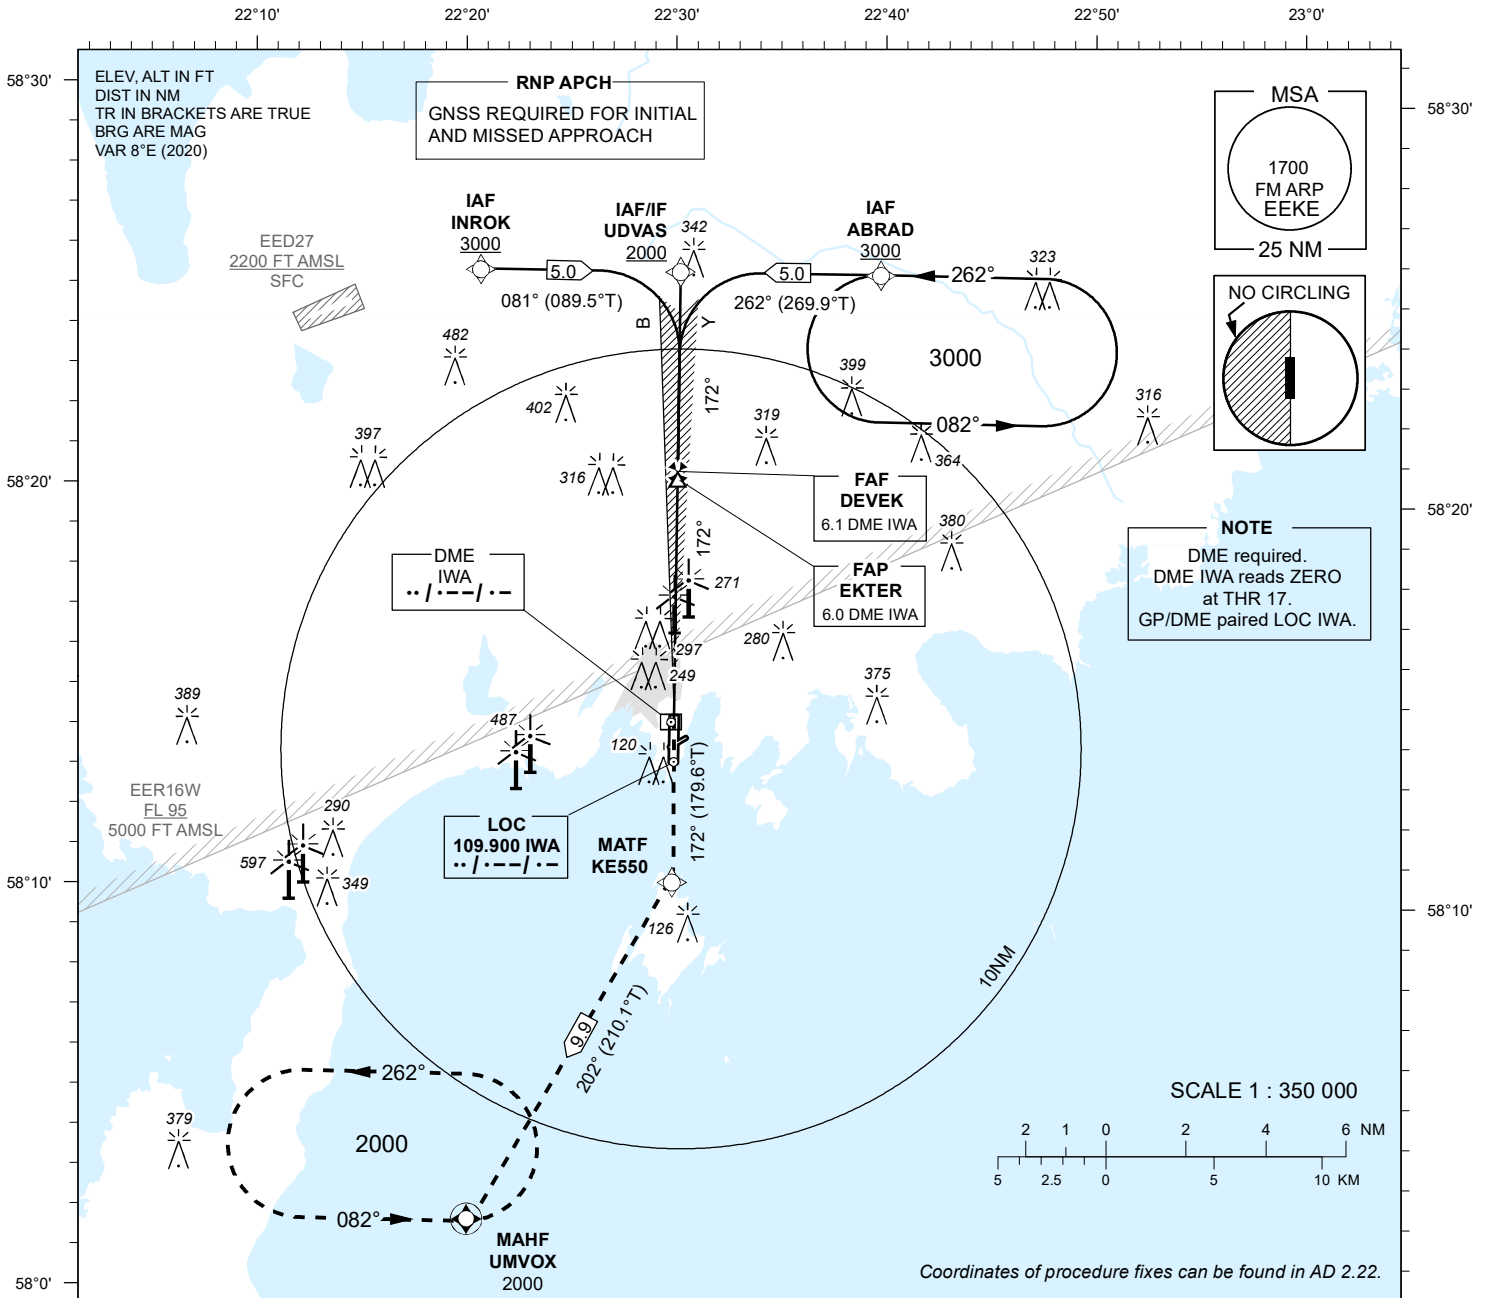 22°10'
22°20'
22°30'
22°40'
22°50'
23°0'
58°30'
58°20'
58°10'
58°0'
58°30'
58°20'
58°10'
ELEV, ALT IN FT
DIST IN NM
TR IN BRACKETS ARE TRUE
BRG ARE MAG
VAR 8°E (2020)
RNP APCH
GNSS REQUIRED FOR INITIAL
AND MISSED APPROACH
MSA
1700
FM ARP
EEKE
25 NM
NO CIRCLING
IAF
INROK
3000
IAF/IF
UDVAS
2000
342
IAF
ABRAD
3000
323
EED27
2200 FT AMSL
SFC
5.0
081° (089.5°T)
5.0
262° (269.9°T)
262°
3000
082°
B
Y
172°
172°
482
402
397
316
399
319
364
316
380
FAF
DEVEK
6.1 DME IWA
FAP
EKTER
6.0 DME IWA
NOTE
DME required.
DME IWA reads ZERO
at THR 17.
GP/DME paired LOC IWA.
DME
IWA
·· / ·−− / ·−
271
297
249
280
375
389
487
120
EER16W
FL 95
5000 FT AMSL
290
597
349
LOC
109.900 IWA
·· / ·−− / ·−
172° (179.6°T)
MATF
KE550
126
10NM
9.9
202° (210.1°T)
262°
2000
082°
379
MAHF
UMVOX
2000
SCALE 1 : 350 000
2 1 0 2 4 6 NM
5 2.5 0 5 10 KM
Coordinates of procedure fixes can be found in AD 2.22.